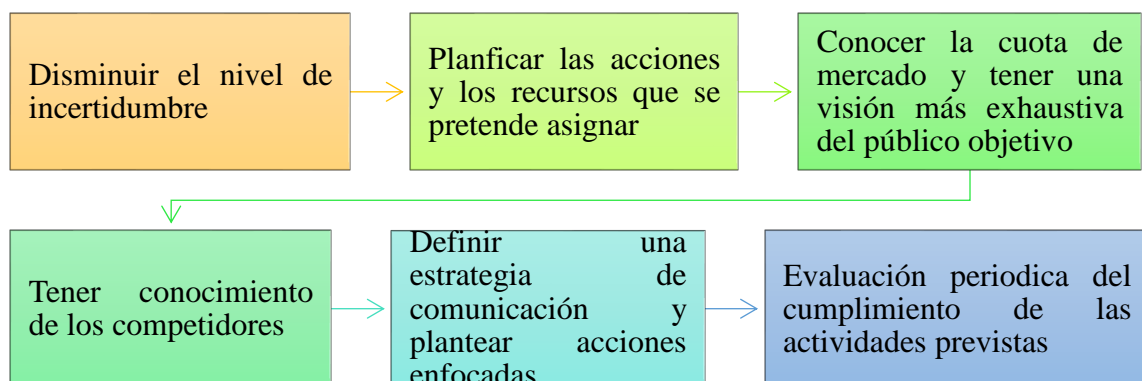 Disminuir el nivel de
incertidumbre
Planficar las acciones
y los recursos que se
pretende asignar
Conocer la cuota de
mercado y tener una
visión más exhaustiva
del público objetivo
Tener conocimiento
de los competidores
Definir una
estrategia de
comunicación y
plantear acciones
enfocadas
Evaluación periodica del
cumplimiento de las
actividades previstas